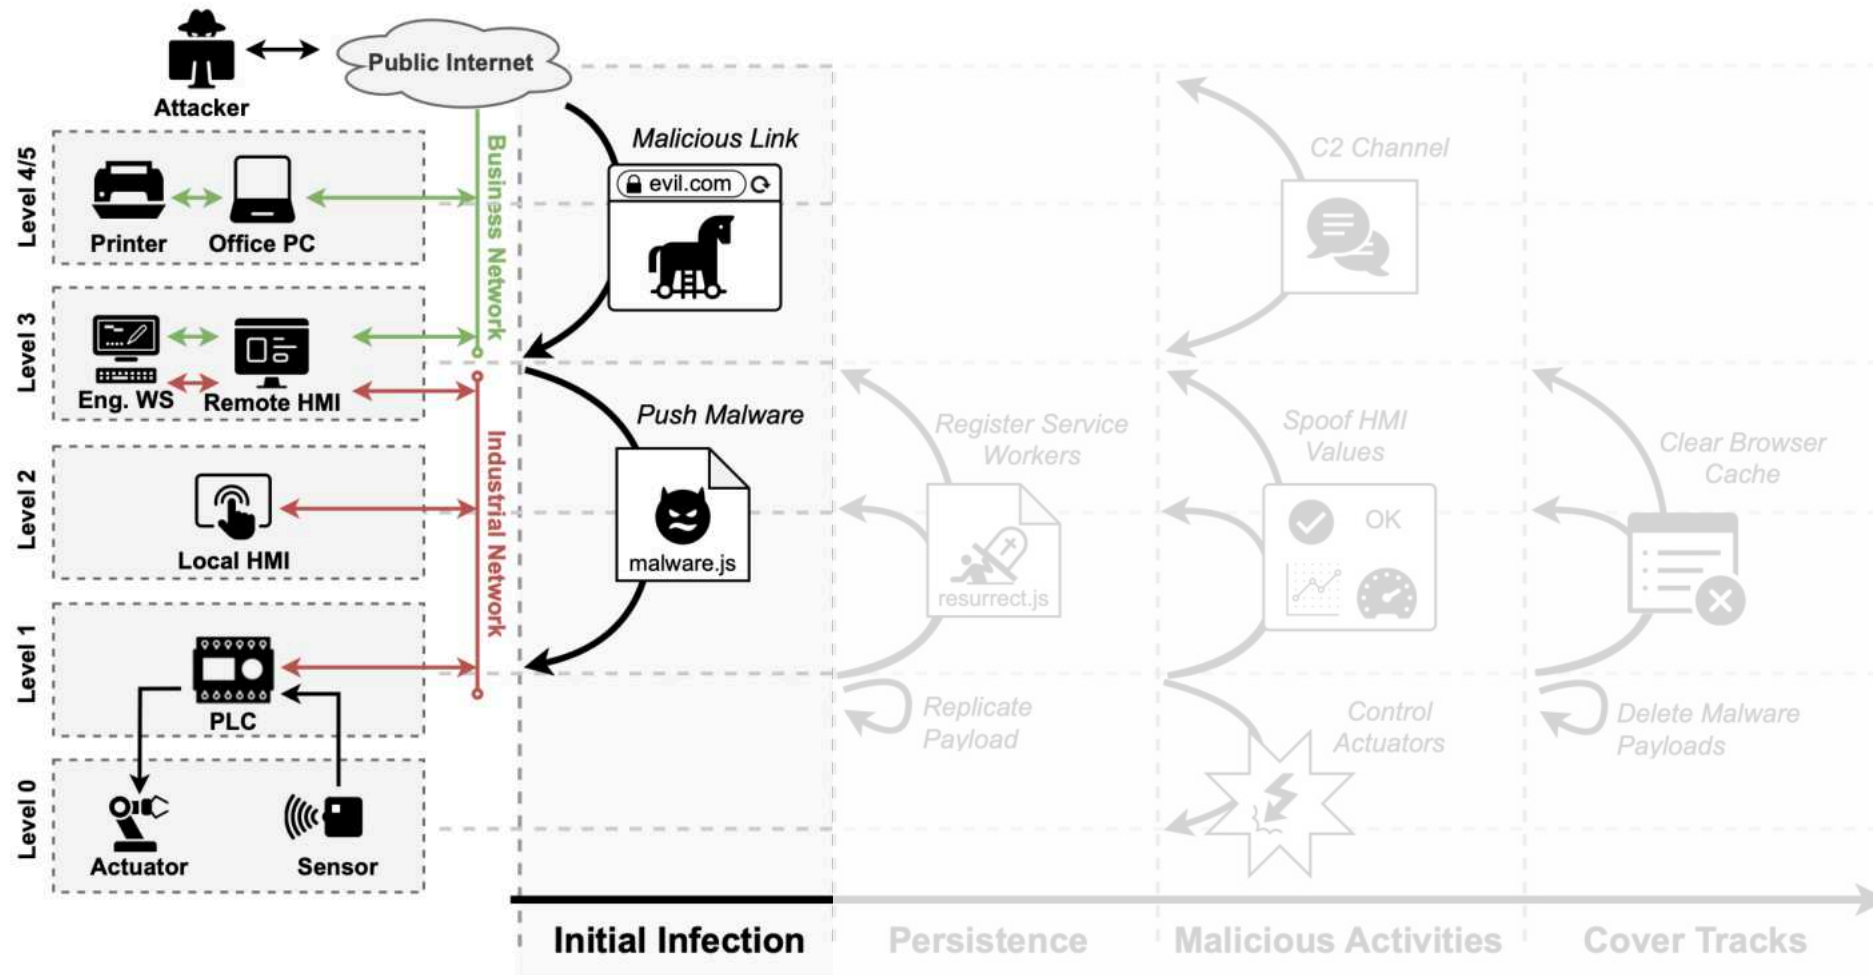 Public Internet
Attacker
Level 4/5
Printer
Office PC
Business Network
Level 3
Eng. WS
Remote HMI
Level 2
Local HMI
Industrial Network
Level 1
PLC
Level 0
Actuator
Sensor
Malicious Link
evil.com
Push Malware
malware.js
Initial Infection
Register Service
Workers
resurrect.js
Replicate
Payload
Persistence
C2 Channel
Spoof HMI
Values
OK
Control
Actuators
Malicious Activities
Clear Browser
Cache
Delete Malware
Payloads
Cover Tracks